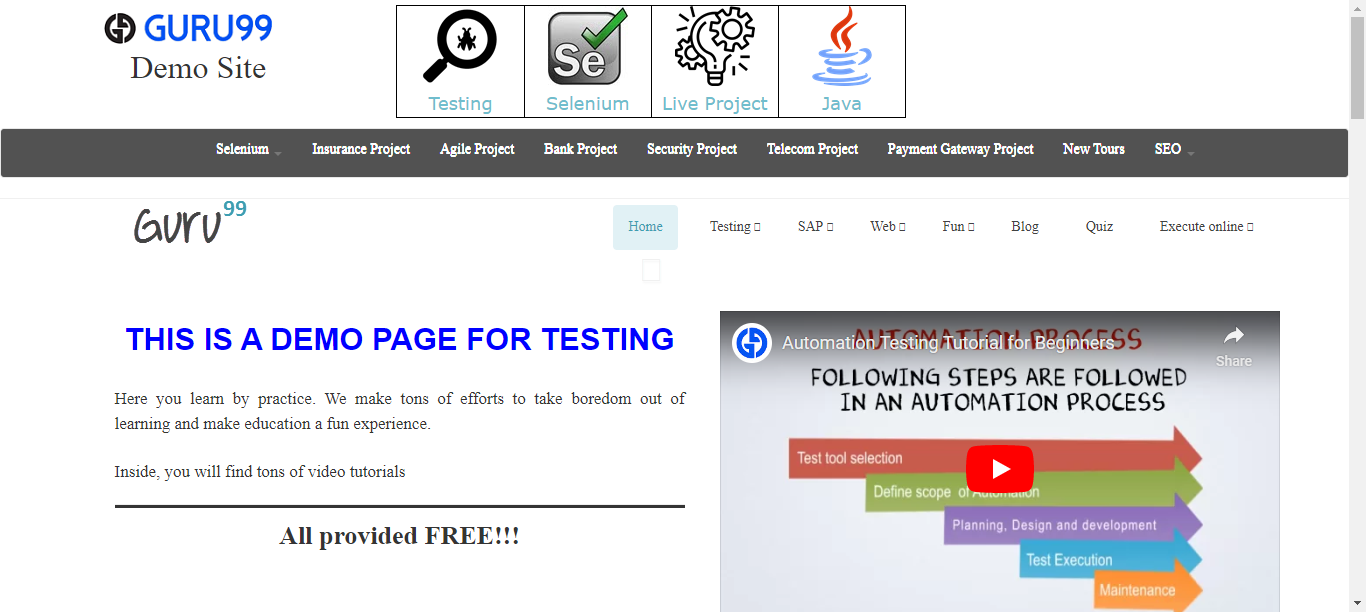 GURU99
Demo Site
Se
Testing Selenium Live Project Java
Selenium Insurance Project Agile Project Bank Project Security Project Telecom Project Payment Gateway Project New Tours SEO
Guru99
Home Testing SAP Web Fun Blog Quiz Execute online
THIS IS A DEMO PAGE FOR TESTING
Here you learn by practice. We make tons of efforts to take boredom out of
learning and make education a fun experience.
Inside, you will find tons of video tutorials
All provided FREE!!!
AUTOMATION PROCESS
Automation Testing Tutorial for Beginners
Share
FOLLOWING STEPS ARE FOLLOWED
IN AN AUTOMATION PROCESS
Test tool selection
Define scope of Automation
Planning, Design and development
Test Execution
Maintenance